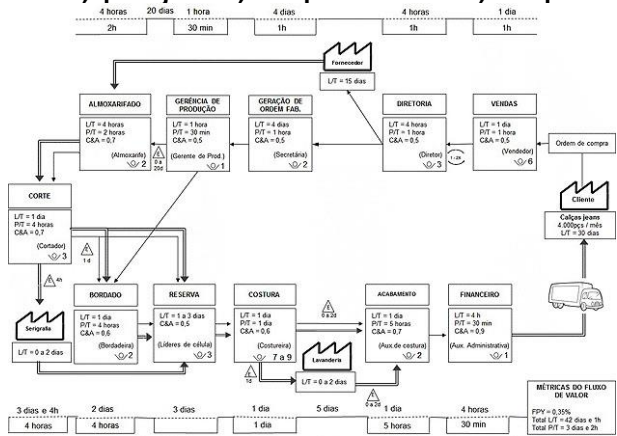 4 horas 20 dias 1 hora 4 dias 4 horas 1 dia
2h 30 min 1h 1h 1h
Fornecedor
L/T = 15 dias
ALMOXARIFADO
L/T = 4 horas
P/T = 2 horas
C&A = 0,7
(Almoxarife)
2
E
0 a
20d
GERÊNCIA DE
PRODUÇÃO
L/T = 1 hora
P/T = 30 min
C&A = 0,5
(Gerente de Prod.)
1
GERAÇÃO DE
ORDEM FAB.
L/T = 4 dias
P/T = 1 hora
C&A = 0,5
(Secretária)
2
DIRETORIA
L/T = 4 horas
P/T = 1 hora
C&A = 0,5
(Diretor)
3
VENDAS
L/T = 1 dia
P/T = 1 hora
C&A = 0,5
(Vendedor)
6
Ordem de compra
Cliente
Calças jeans
4.000pçs / mês
L/T = 30 dias
CORTE
L/T = 1 dia
P/T = 4 horas
C&A = 0,7
(Cortador)
3
E
4h
E
1 d
Serigrafia
L/T = 0 a 2 dias
BORDADO
L/T = 1 dia
P/T = 4 horas
C&A = 0,6
(Bordadeira)
2
RESERVA
L/T = 1 a 3 dias
C&A = 0,5
(Líderes de célula)
3
COSTURA
L/T = 1 dia
P/T = 1 dia
C&A = 0,6
(Costureira)
7 a 9
E
0 a 2d
E
1d
Lavanderia
L/T = 0 a 2 dias
E
0 a 2d
ACABAMENTO
L/T = 1 dia
P/T = 5 horas
C&A = 0,7
(Aux.de costura)
2
FINANCEIRO
L/T = 4 h
P/T = 30 min
C&A = 0,9
(Aux. Administrativa)
1
3 dias e 4h 2 dias 3 dias 1 dia 5 dias 1 dia 4 horas
4 horas 4 horas 1 dia 5 horas 30 min
MÉTRICAS DO FLUXO
DE VALOR
FPY = 0,35%
Total L/T = 42 dias e 1h
Total P/T = 3 dias e 2h